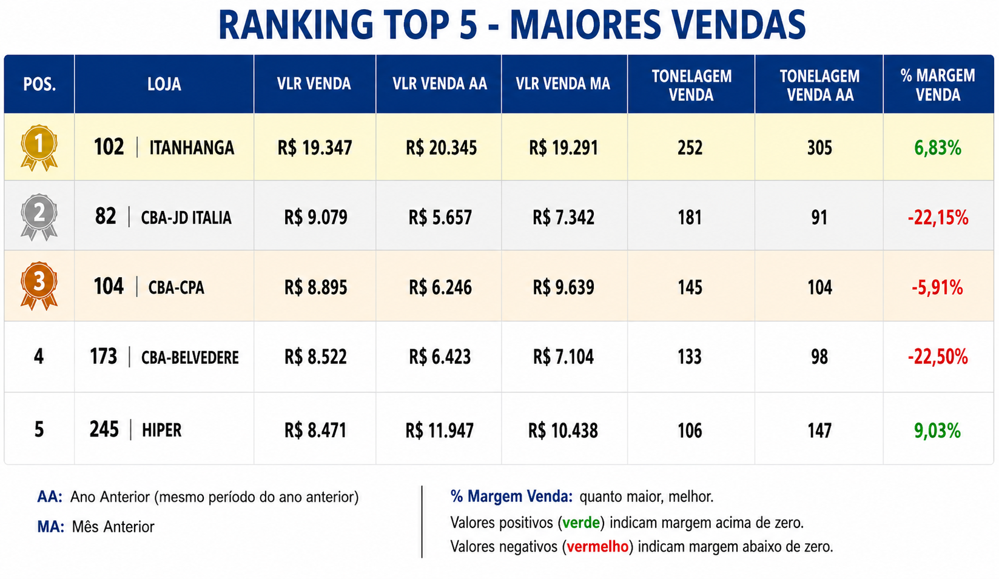 RANKING TOP 5 - MAIORES VENDAS
POS. LOJA VLR VENDA VLR VENDA AA VLR VENDA MA TONELAGEM VENDA TONELAGEM VENDA AA % MARGEM VENDA
1 102 | ITANHANGA R$ 19.347 R$ 20.345 R$ 19.291 252 305 6,83%
2 82 | CBA-JD ITALIA R$ 9.079 R$ 5.657 R$ 7.342 181 91 -22,15%
3 104 | CBA-CPA R$ 8.895 R$ 6.246 R$ 9.639 145 104 -5,91%
4 173 | CBA-BELVEDERE R$ 8.522 R$ 6.423 R$ 7.104 133 98 -22,50%
5 245 | HIPER R$ 8.471 R$ 11.947 R$ 10.438 106 147 9,03%
AA: Ano Anterior (mesmo período do ano anterior)
MA: Mês Anterior
% Margem Venda: quanto maior, melhor.
Valores positivos (verde) indicam margem acima de zero.
Valores negativos (vermelho) indicam margem abaixo de zero.